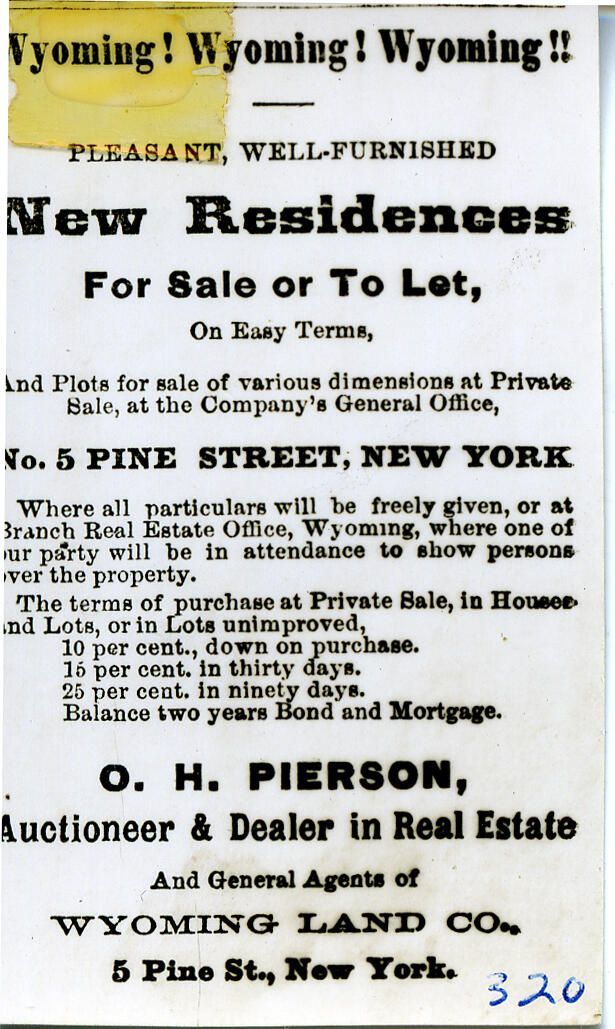 Wyoming! Wyoming! Wyoming!!
PLEASANT, WELL-FURNISHED
New Residences
For Sale or To Let,
On Easy Terms,
And Plots for sale of various dimensions at Private
Sale, at the Company's General Office,
No. 5 PINE STREET, NEW YORK
Where all particulars will be freely given, or at
Branch Real Estate Office, Wyoming, where one of
our party will be in attendance to show persons
over the property.
The terms of purchase at Private Sale, in Houses
and Lots, or in Lots unimproved,
10 per cent., down on purchase.
15 per cent. in thirty days.
25 per cent. in ninety days.
Balance two years Bond and Mortgage.
O. H. PIERSON,
Auctioneer & Dealer in Real Estate
And General Agents of
WYOMING LAND CO.,
5 Pine St., New York.
320